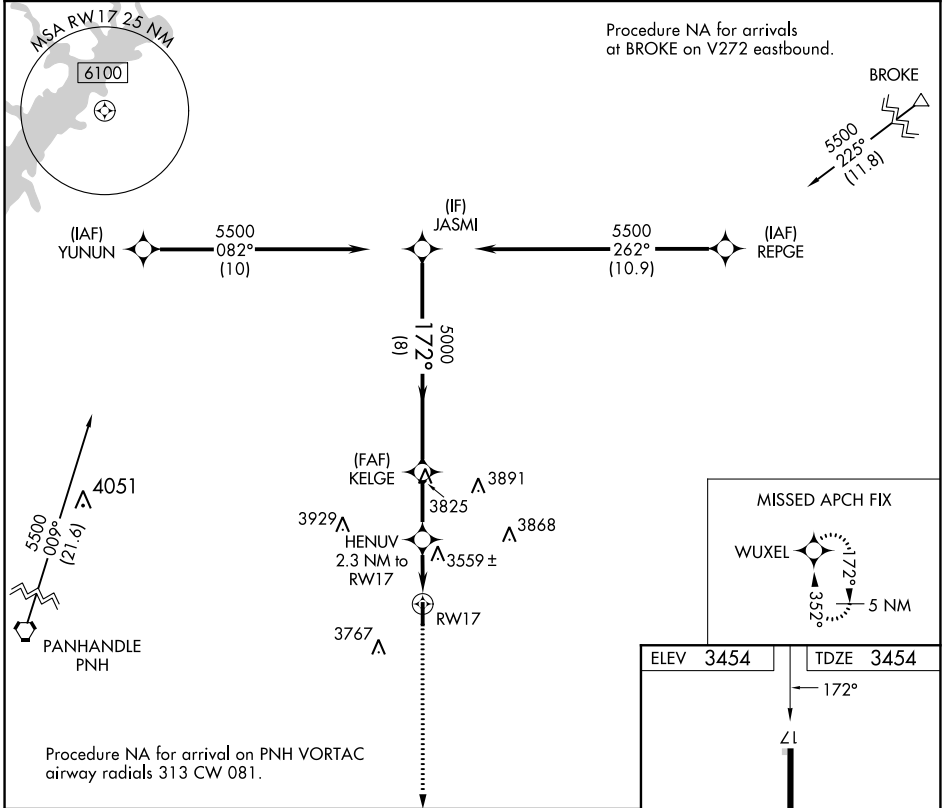 MSA RW17 25 NM
6100
Procedure NA for arrivals
at BROKE on V272 eastbound.
BROKE
5500
225°
(11.8)
(IAF)
YUNUN
5500
082°
(10)
(IF)
JASMI
5500
262°
(10.9)
(IAF)
REPGE
5000
172°
(8)
(FAF)
KELGE
3825
3891
3929
HENUV
2.3 NM to
RW17
3868
3559 ±
RW17
3767
4051
5500
009°
(21.6)
PANHANDLE
PNH
MISSED APCH FIX
WUXEL
172°
352°
5 NM
ELEV 3454
TDZE 3454
172°
17
Procedure NA for arrival on PNH VORTAC
airway radials 313 CW 081.